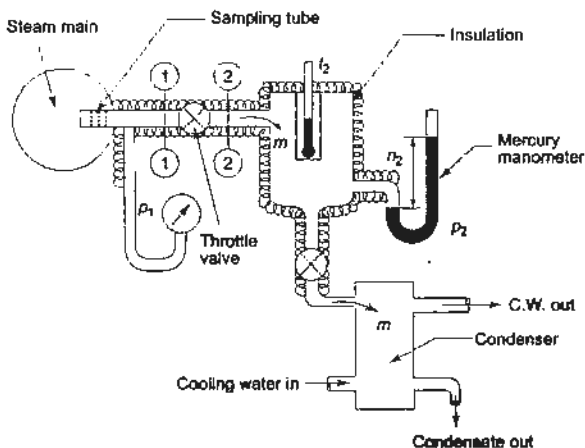 Steam main
Sampling tube
1
2
1
2
t₂
Insulation
m
h₂
Mercury manometer
p₁
Throttle valve
p₂
m
C.W. out
Condenser
Cooling water in
Condensate out